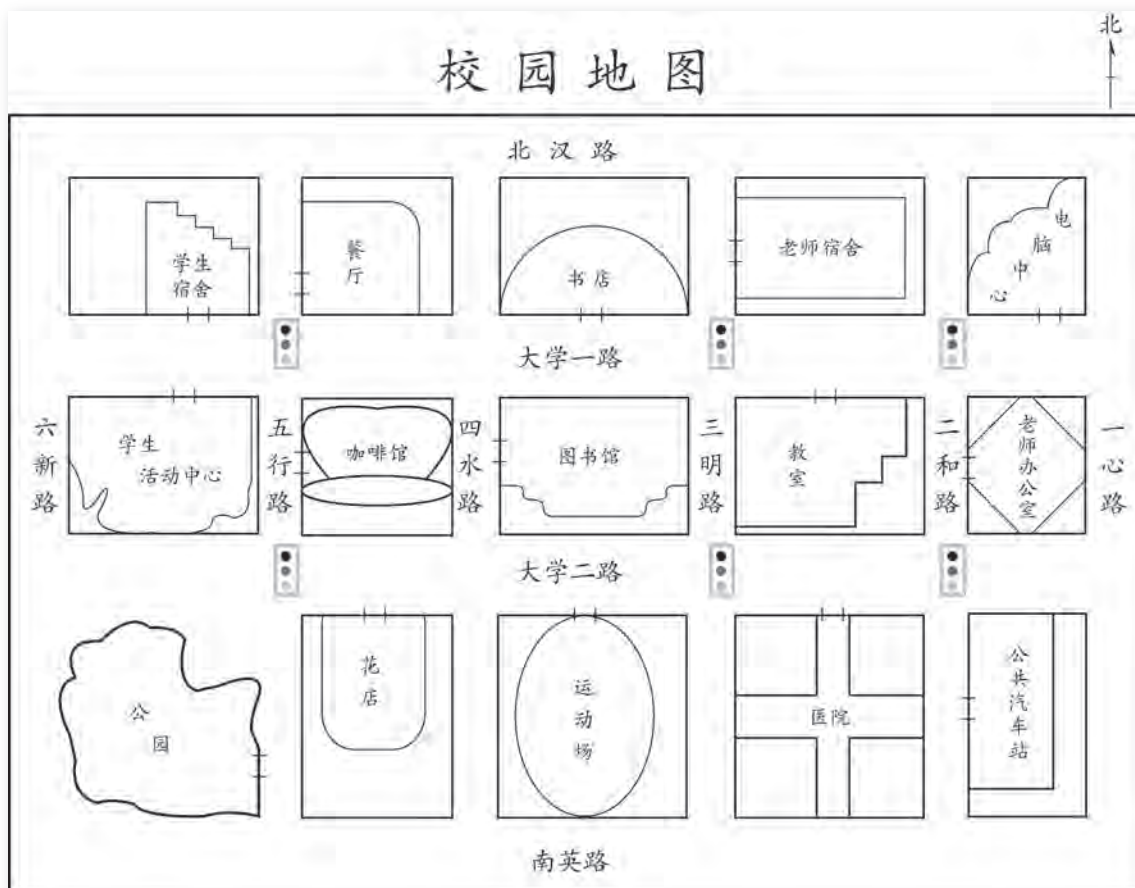 北
校园地图
北汉路
学生
宿舍
餐厅
书店
老师宿舍
电脑中心
大学一路
六新路
学生
活动中心
五行路
咖啡馆
四水路
图书馆
三明路
教室
二和路
老师办公室
一心路
大学二路
公园
花店
运动场
医院
公共汽车站
南英路